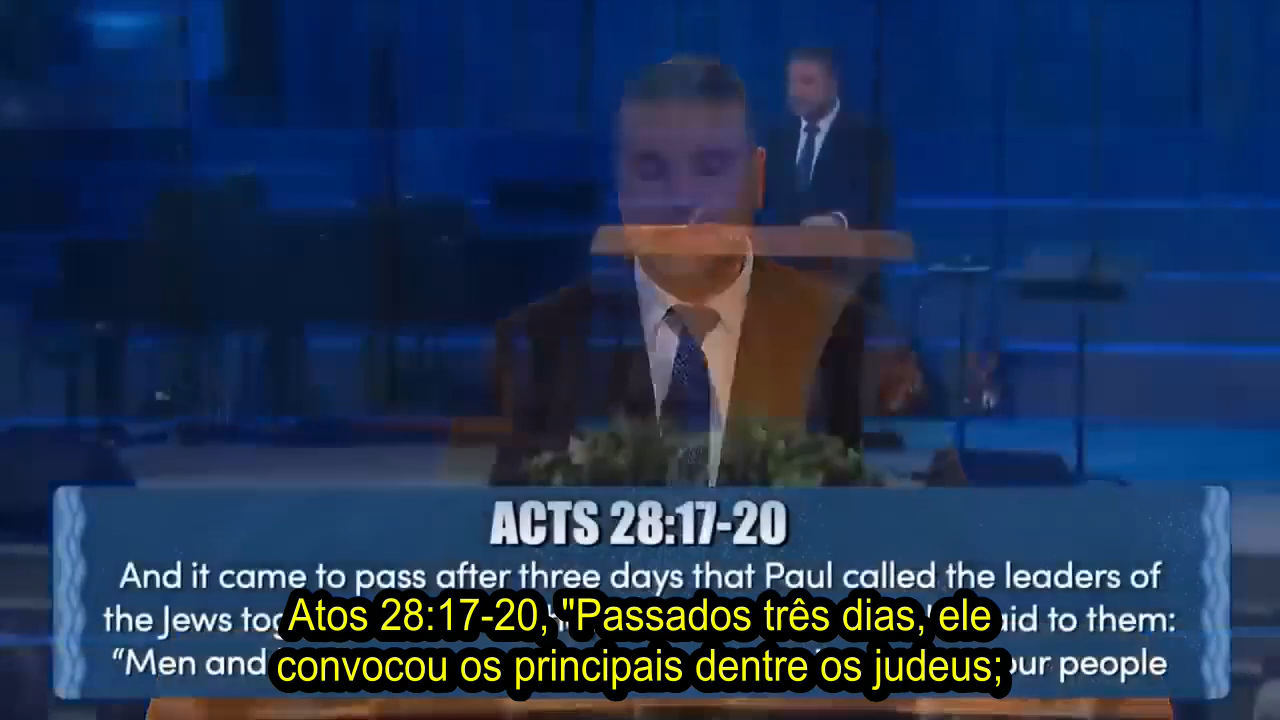 ACTS 28:17-20
And it came to pass after three days that Paul called the leaders of
the Jews aid to them:
“Men and our people
Atos 28:17-20, "Passados três dias, ele
convocou os principais dentre os judeus;